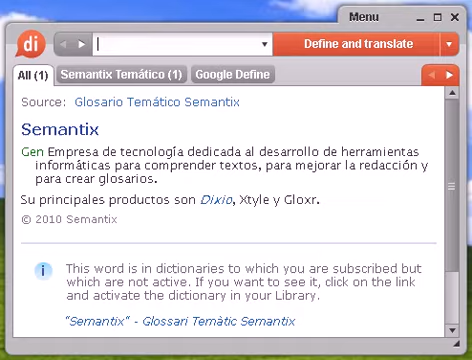 Menu
di
Define and translate
All (1)
Semantix Temático (1)
Google Define
Source: Glosario Temático Semantix
Semantix
Gen Empresa de tecnología dedicada al desarrollo de herramientas
informáticas para comprender textos, para mejorar la redacción y
para crear glosarios.
Su principales productos son Dixio, Xtyle y Gloxr.
© 2010 Semantix
i
This word is in dictionaries to which you are subscribed but
which are not active. If you want to see it, click on the link
and activate the dictionary in your Library.
"Semantix" - Glossari Temàtic Semantix